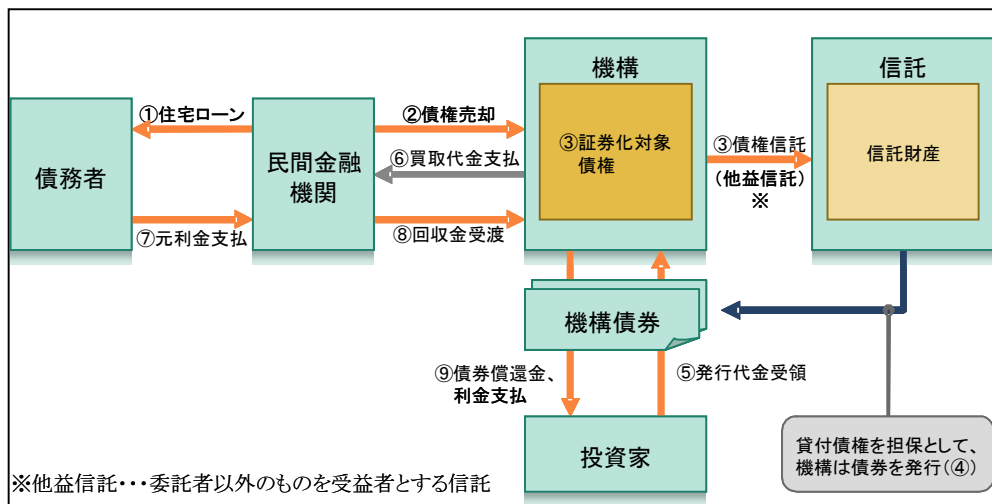 機構
信託
①住宅ローン
②債権売却
③証券化対象
債権
③債権信託
(他益信託)
※
信託財産
⑥買取代金支払
債務者
民間金融
機関
⑦元利金支払
⑧回収金受渡
機構債券
⑨債券償還金、
利金支払
⑤発行代金受領
投資家
貸付債権を担保として、
機構は債券を発行(④)
※他益信託・・・委託者以外のものを受益者とする信託